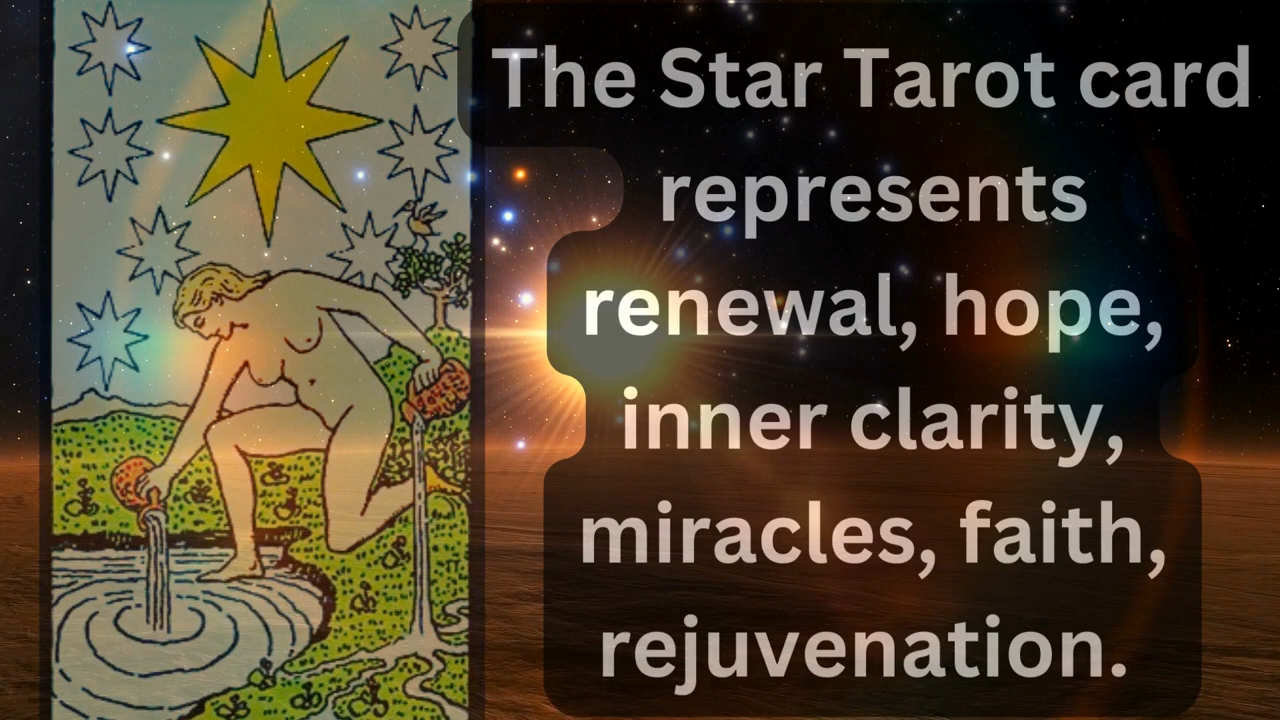 The Star Tarot card
represents
renewal, hope,
inner clarity,
miracles, faith,
rejuvenation.